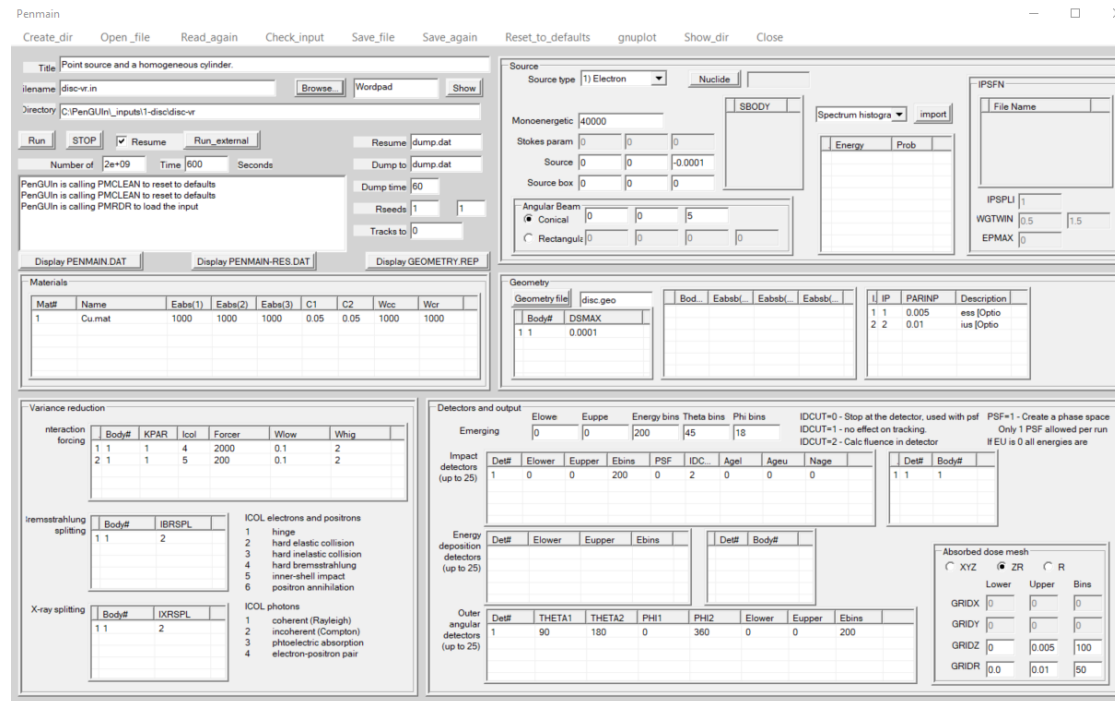 Penmain
Create_dir Open _file Read_again Check_input Save_file Save_again Reset_to_defaults gnuplot Show_dir Close
Title Point source and a homogeneous cylinder.
ilename disc-vr.in Browse... Wordpad Show
Directory C:\PenGUIn\_inputs\1-disc\disc-vr
Run STOP Resume Run_external Resume dump.dat
Number of 2e+09 Time 600 Seconds Dump to dump.dat
PenGUIn is calling PMCLEAN to reset to defaults
PenGUIn is calling PMCLEAN to reset to defaults
PenGUIn is calling PMRDR to load the input
Dump time 60
Rseeds 1 1
Tracks to 0
Display PENMAIN.DAT Display PENMAIN-RES.DAT Display GEOMETRY.REP
Source
Source type 1) Electron Nuclide
SBODY
Monoenergetic 40000
Stokes param 0 0 0
Source 0 0 -0.0001
Source box 0 0 0
Angular Beam
Conical 0 0 5
Rectangula 0 0 0 0
Spectrum histogra import
Energy Prob
IPSFN
File Name
IPSPLI 1
WGTWIN 0.5 1.5
EPMAX 0
Materials
Mat# Name Eabs(1) Eabs(2) Eabs(3) C1 C2 Wcc Wcr
1 Cu.mat 1000 1000 1000 0.05 0.05 1000 1000
Geometry
Geometry file disc.geo
Body# DSMAX
1 1 0.0001
Bod... Eabsb(... Eabsb(... Eabsb(...
I. IP PARINP Description
1 1 0.005 ess [Optio
2 2 0.01 ius [Optio
Variance reduction
nteraction
forcing
Body# KPAR Icol Forcer Wlow Whig
1 1 1 4 2000 0.1 2
2 1 1 5 200 0.1 2
Bremsstrahlung
splitting
Body# IBRSPL
1 1 2
ICOL electrons and positrons
1 hinge
2 hard elastic collision
3 hard inelastic collision
4 hard bremsstrahlung
5 inner-shell impact
6 positron annihilation
X-ray splitting
Body# IXRSPL
1 1 2
ICOL photons
1 coherent (Rayleigh)
2 incoherent (Compton)
3 phtoelectric absorption
4 electron-positron pair
Detectors and output
Elowe Euppe Energy bins Theta bins Phi bins
Emerging 0 0 200 45 18
IDCUT=0 - Stop at the detector, used with psf
IDCUT=1 - no effect on tracking.
IDCUT=2 - Calc fluence in detector
PSF=1 - Create a phase space
Only 1 PSF allowed per run
If EU is 0 all energies are
Impact
detectors
(up to 25)
Det# Elower Eupper Ebins PSF IDC... Agel Ageu Nage
1 0 0 200 0 2 0 0 0
Det# Body#
1 1 1
Energy
deposition
detectors
(up to 25)
Det# Elower Eupper Ebins
Det# Body#
Outer
angular
detectors
(up to 25)
Det# THETA1 THETA2 PHI1 PHI2 Elower Eupper Ebins
1 90 180 0 360 0 0 200
Absorbed dose mesh
XYZ ZR R
Lower Upper Bins
GRIDX 0 0 0
GRIDY 0 0 0
GRIDZ 0 0.005 100
GRIDR 0.0 0.01 50